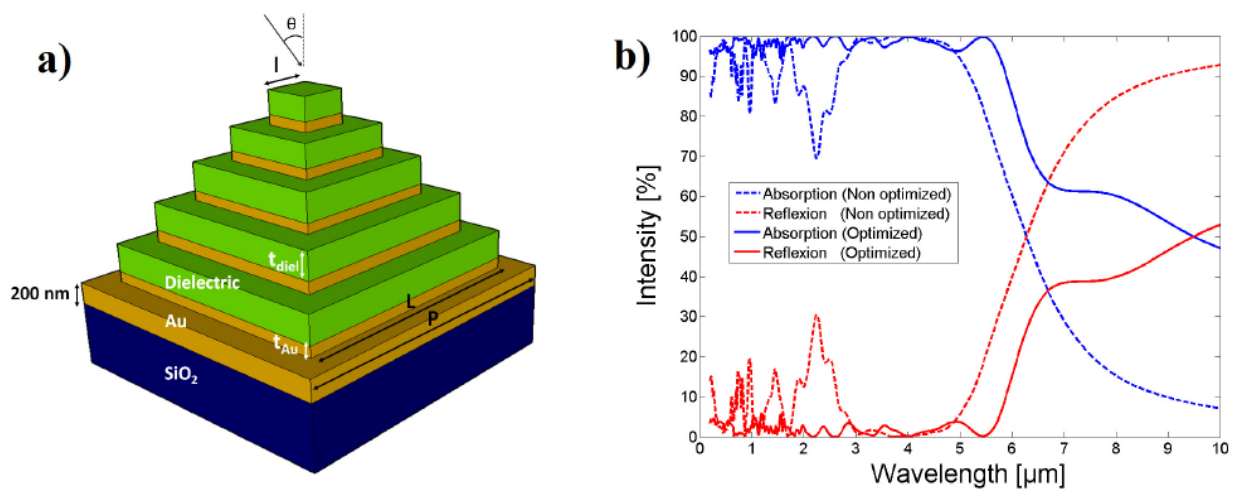 a)
θ
l
t_diel
Dielectric
200 nm
L
P
Au
t_Au
SiO₂
b)
Intensity [%]
100
90
80
70
60
50
40
30
20
10
0
Absorption (Non optimized)
Reflexion (Non optimized)
Absorption (Optimized)
Reflexion (Optimized)
0 1 2 3 4 5 6 7 8 9 10
Wavelength [μm]